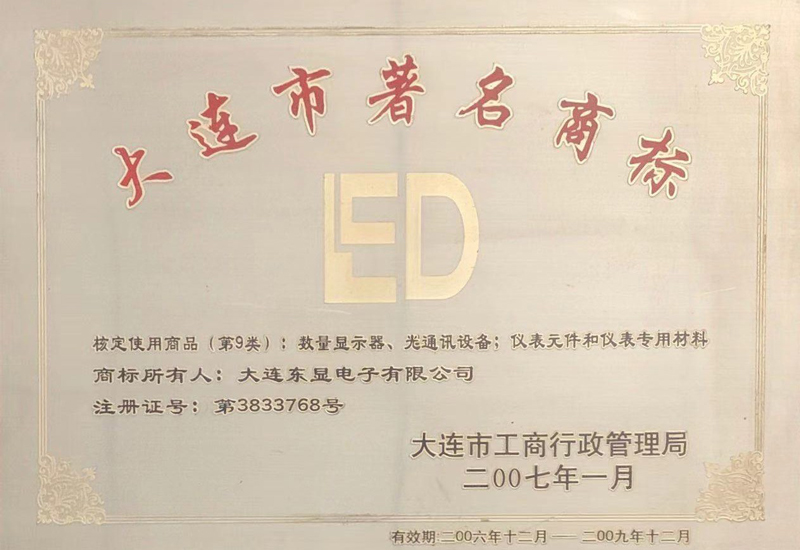 大连市著名商标
LED
核定使用商品（第9类）：数量显示器、光通讯设备；仪表元件和仪表专用材料
商标所有人：大连东显电子有限公司
注册证号：第3833768号
大连市工商行政管理局
二00七年一月
有效期:二00六年十二月——二00九年十二月